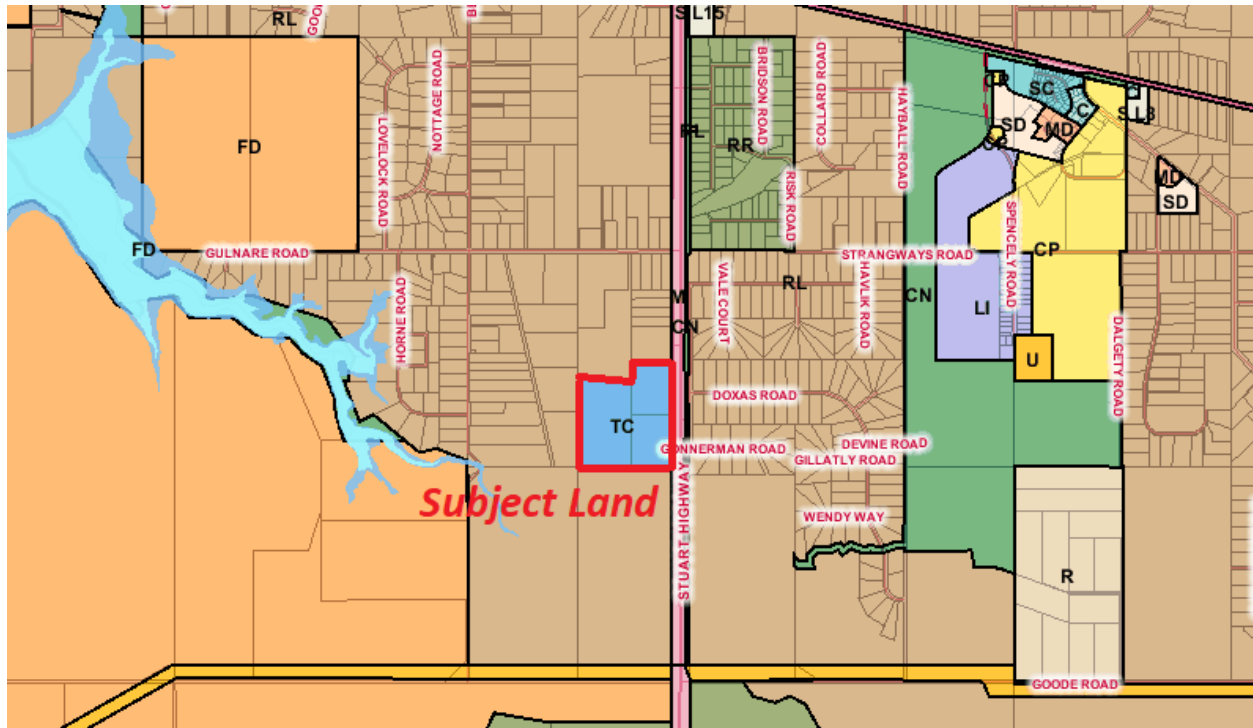 RL
SL15
NOTTAGE ROAD
LOVELOCK ROAD
FD
BRIDSON ROAD
COLLARD ROAD
HAYBALL ROAD
RR
RISK ROAD
SC
C
SD
MD
CP
MD
SD
FD
GULNARE ROAD
HORNE ROAD
M
CN
VALE COURT
RL
HAVLIK ROAD
STRANGWAYS ROAD
CN
SPENCELY ROAD
CP
LI
U
DALGETY ROAD
TC
DOXAS ROAD
GONNERMAN ROAD
DEVINE ROAD
GILLATLY ROAD
Subject Land
STUART HIGHWAY
WENDY WAY
R
GOODE ROAD